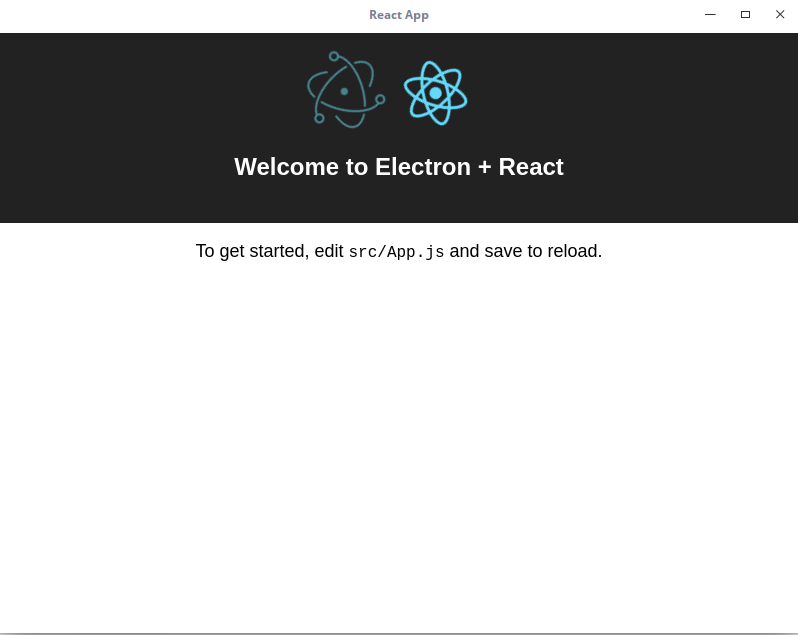 React App
Welcome to Electron + React
To get started, edit src/App.js and save to reload.